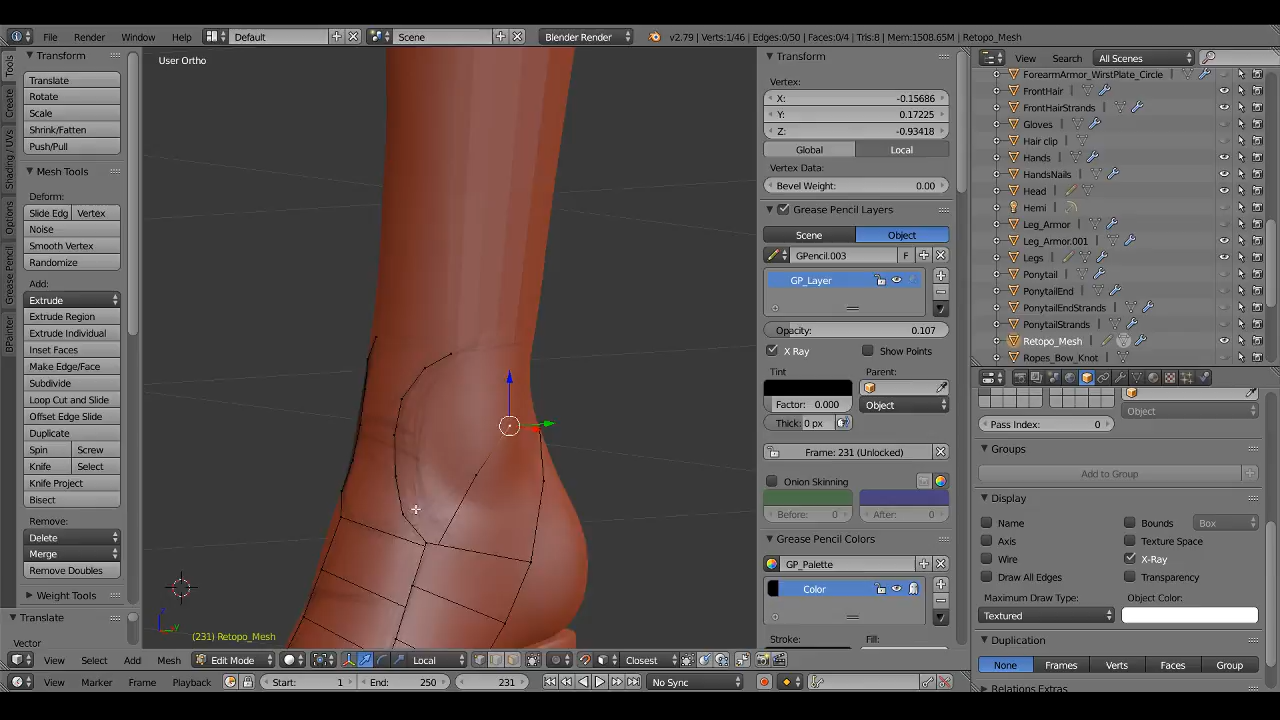 File
Render
Window
Help
Default
Scene
Blender Render
v2.79 | Verts:1/46 | Edges:0/50 | Faces:0/4 | Tris:8 | Mem:1508.65M | Retopo_Mesh
Tools
Create
Shading / UVs
Options
Grease Pencil
BPainter
Transform
Translate
Rotate
Scale
Shrink/Fatten
Push/Pull
Mesh Tools
Deform:
Slide Edg
Vertex
Noise
Smooth Vertex
Randomize
Add:
Extrude
Extrude Region
Extrude Individual
Inset Faces
Make Edge/Face
Subdivide
Loop Cut and Slide
Offset Edge Slide
Duplicate
Spin
Screw
Knife
Select
Knife Project
Bisect
Remove:
Delete
Merge
Remove Doubles
Weight Tools
Translate
Vector
User Ortho
(231) Retopo_Mesh
Transform
Vertex:
X: -0.15686
Y: 0.17225
Z: -0.93418
Global
Local
Vertex Data:
Bevel Weight: 0.00
Grease Pencil Layers
Scene
Object
GPencil.003
F
GP_Layer
Opacity: 0.107
X Ray
Show Points
Tint
Parent:
Factor: 0.000
Object
Thick: 0 px
Frame: 231 (Unlocked)
Onion Skinning
Before: 0
After: 0
Grease Pencil Colors
GP_Palette
Color
Stroke:
Fill:
View
Search
All Scenes
ForearmArmor_WirstPlate_Circle
FrontHair
FrontHairStrands
Gloves
Hair clip
Hands
HandsNails
Head
Hemi
Leg_Armor
Leg_Armor.001
Legs
Ponytail
PonytailEnd
PonytailEndStrands
PonytailStrands
Retopo_Mesh
Ropes_Bow_Knot
Object
Pass Index: 0
Groups
Add to Group
Display
Name
Bounds
Box
Axis
Texture Space
Wire
X-Ray
Draw All Edges
Transparency
Maximum Draw Type:
Object Color:
Textured
Duplication
None
Frames
Verts
Faces
Group
Relations Extras
View
Select
Add
Mesh
Edit Mode
Local
Closest
View
Marker
Frame
Playback
Start: 1
End: 250
231
No Sync